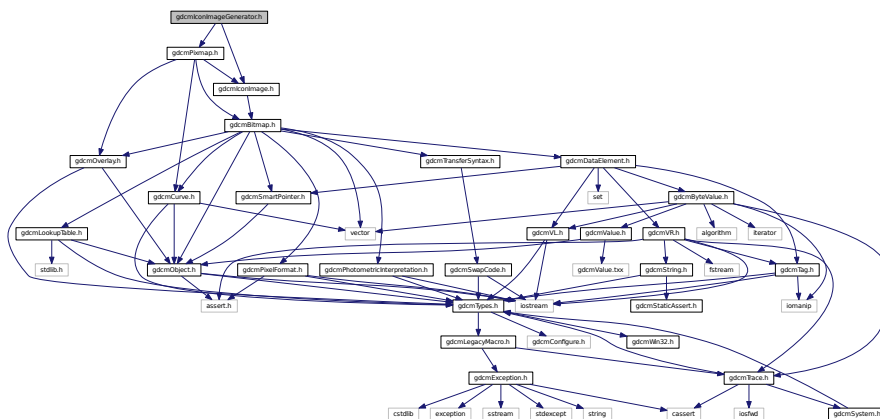 gdcmIconImageGenerator.h
gdcmPixmap.h
gdcmIconImage.h
gdcmBitmap.h
gdcmOverlay.h
gdcmTransferSyntax.h
gdcmDataElement.h
gdcmCurve.h
gdcmSmartPointer.h
set
gdcmByteValue.h
gdcmLookupTable.h
vector
gdcmVL.h
gdcmValue.h
gdcmVR.h
algorithm
iterator
stdlib.h
gdcmObject.h
gdcmPixelFormat.h
gdcmPhotometricInterpretation.h
gdcmSwapCode.h
gdcmValue.txx
gdcmString.h
fstream
gdcmTag.h
assert.h
gdcmTypes.h
iostream
gdcmStaticAssert.h
iomanip
gdcmLegacyMacro.h
gdcmConfigure.h
gdcmWin32.h
gdcmException.h
gdcmTrace.h
cstdlib
exception
sstream
stdexcept
string
cassert
iosfwd
gdcmSystem.h